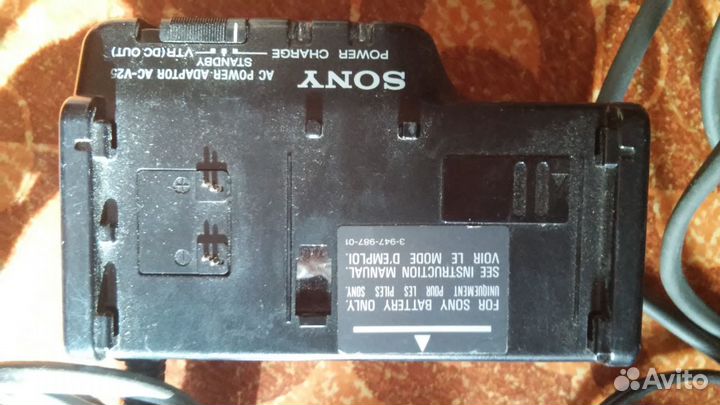 AC POWER ADAPTOR AC-V25
STANDBY
VTR(DC OUT)
POWER CHARGE
SONY
FOR SONY BATTERY ONLY.
UNIQUEMENT POUR LES PILES SONY.
SEE INSTRUCTION MANUAL.
VOIR LE MODE D'EMPLOI.
3-947-987-01
Avito